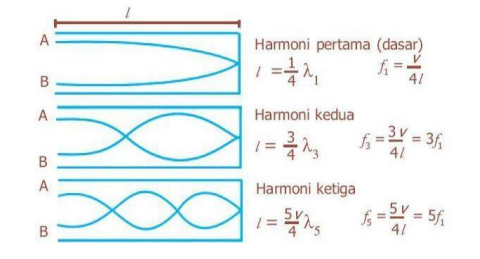 l
A
B
Harmoni pertama (dasar)
l = 1/4 λ₁ f₁ = v/4l
A
B
Harmoni kedua
l = 3/4 λ₃ f₃ = 3v/4l = 3f₁
A
B
Harmoni ketiga
l = 5v/4 λ₅ f₅ = 5v/4l = 5f₁